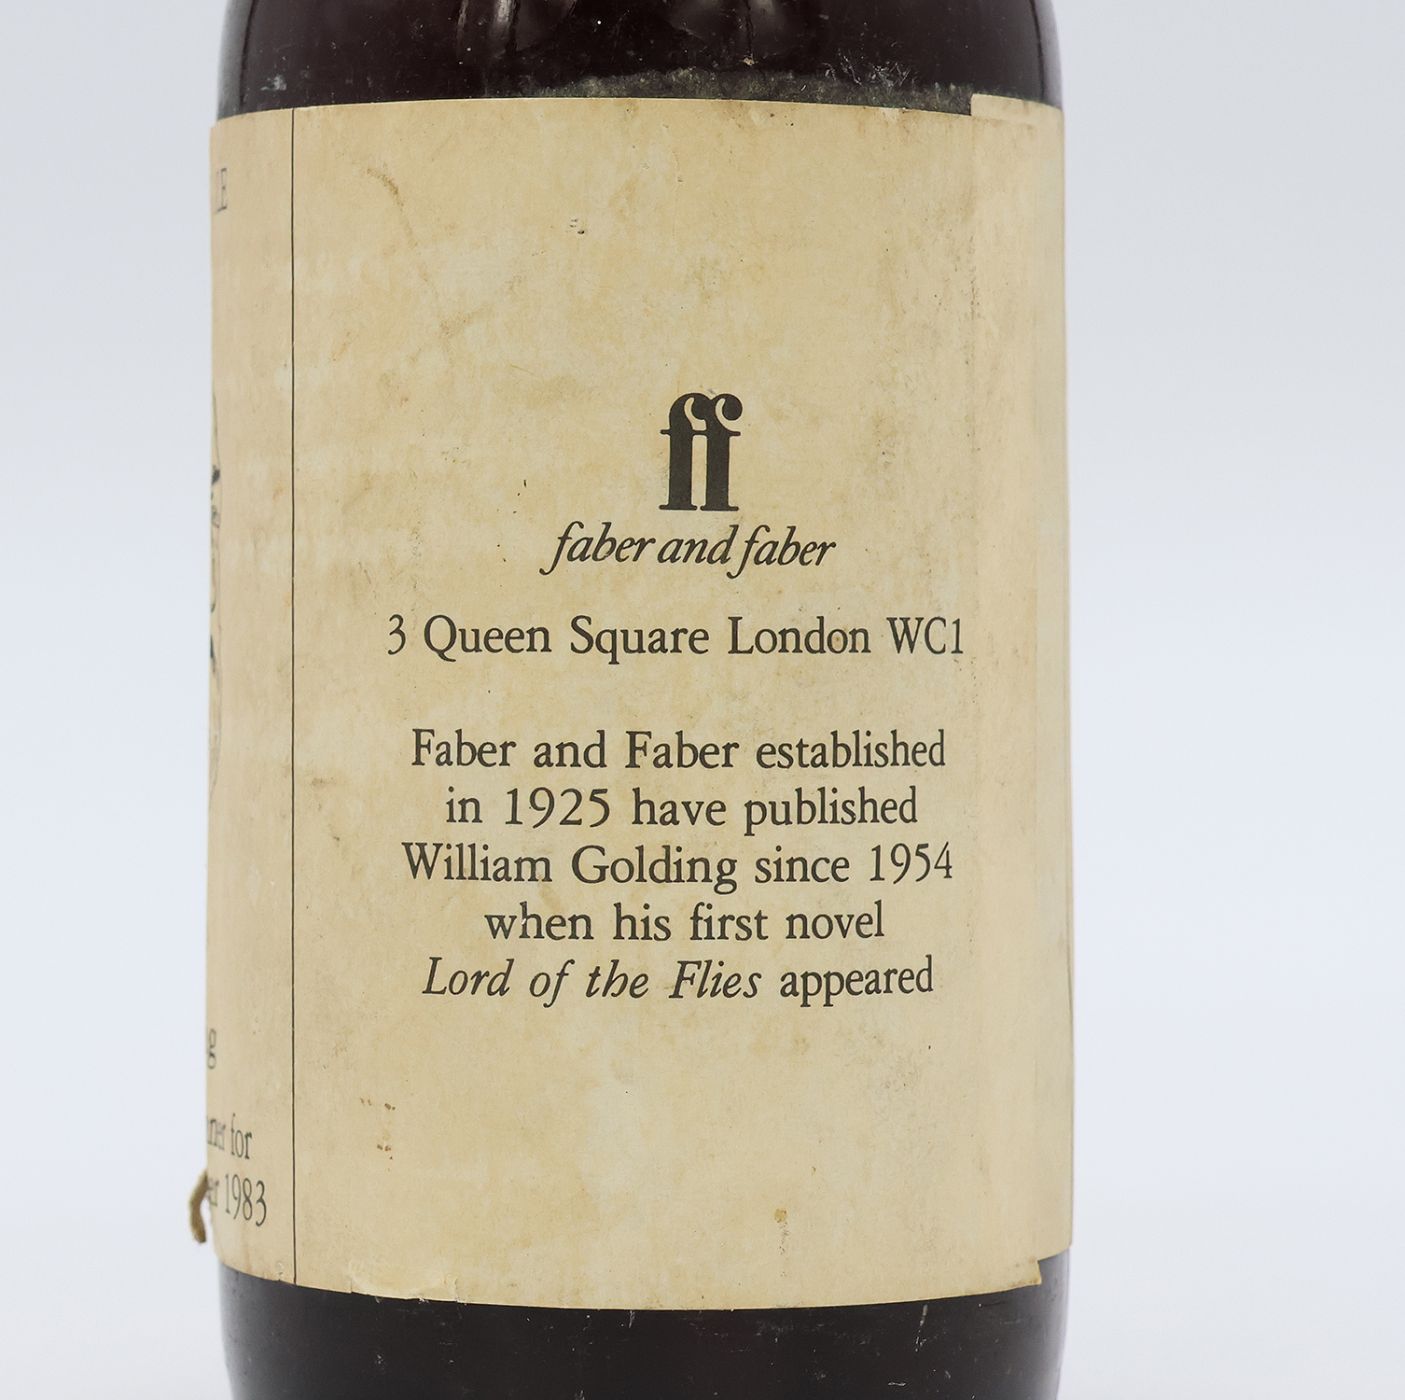 ff
faber and faber
3 Queen Square London WC1
Faber and Faber established
in 1925 have published
William Golding since 1954
when his first novel
Lord of the Flies appeared
for
1983